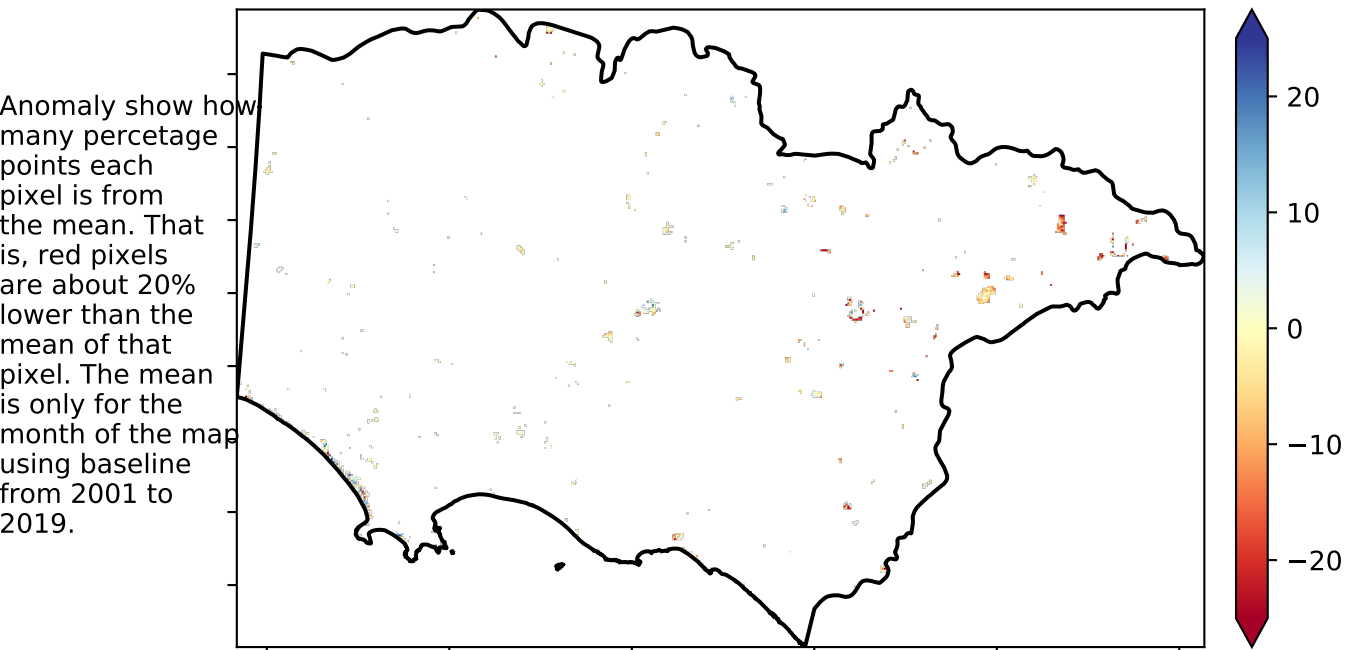 Anomaly show how
many percetage
points each
pixel is from
the mean. That
is, red pixels
are about 20%
lower than the
mean of that
pixel. The mean
is only for the
month of the map
using baseline
from 2001 to
2019.
20
10
0
−10
−20